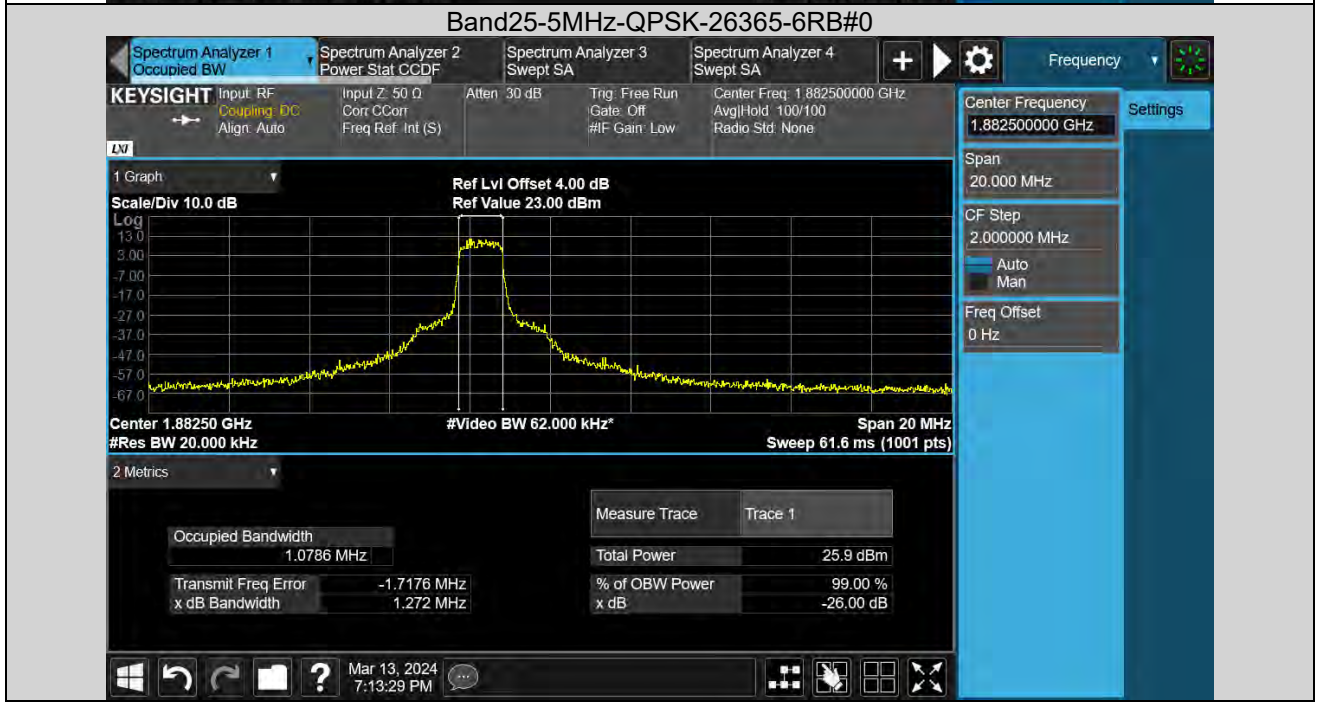 Band25-5MHz-QPSK-26365-6RB#0
Spectrum Analyzer 1
Occupied BW
Spectrum Analyzer 2
Power Stat CCDF
Spectrum Analyzer 3
Swept SA
Spectrum Analyzer 4
Swept SA
+
Frequency
KEYSIGHT
LXI
Input: RF
Coupling: DC
Align: Auto
Input Z: 50 Ω
Corr CCorr
Freq Ref: Int (S)
Atten: 30 dB
Trig: Free Run
Gate: Off
#IF Gain: Low
Center Freq: 1.882500000 GHz
Avg|Hold: 100/100
Radio Std: None
Center Frequency
1.882500000 GHz
Settings
Span
20.000 MHz
CF Step
2.000000 MHz
Auto
Man
Freq Offset
0 Hz
1 Graph
Scale/Div 10.0 dB
Ref Lvl Offset 4.00 dB
Ref Value 23.00 dBm
Log
13.0
3.00
-7.00
-17.0
-27.0
-37.0
-47.0
-57.0
-67.0
Center 1.88250 GHz
#Video BW 62.000 kHz*
Span 20 MHz
#Res BW 20.000 kHz
Sweep 61.6 ms (1001 pts)
2 Metrics
Measure Trace
Trace 1
Occupied Bandwidth
1.0786 MHz
Total Power
25.9 dBm
Transmit Freq Error
-1.7176 MHz
% of OBW Power
99.00 %
x dB Bandwidth
1.272 MHz
x dB
-26.00 dB
?
Mar 13, 2024
7:13:29 PM